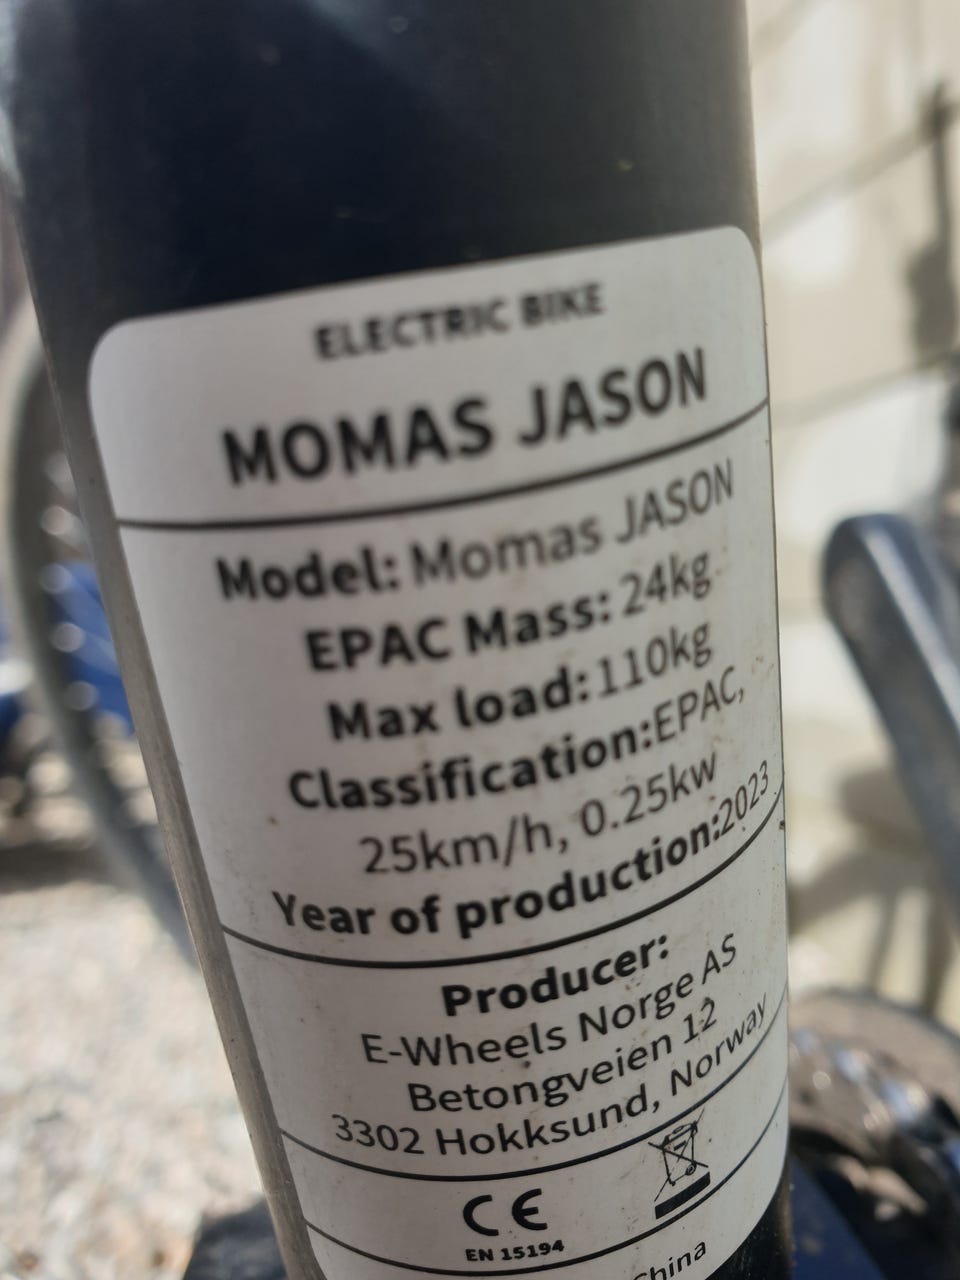 ELECTRIC BIKE
MOMAS JASON
Model: Momas JASON
EPAC Mass: 24kg
Max load: 110kg
Classification:EPAC,
25km/h, 0.25kw
Year of production:2023
Producer:
E-Wheels Norge AS
Betongveien 12
3302 Hokksund, Norway
CE
EN 15194
China